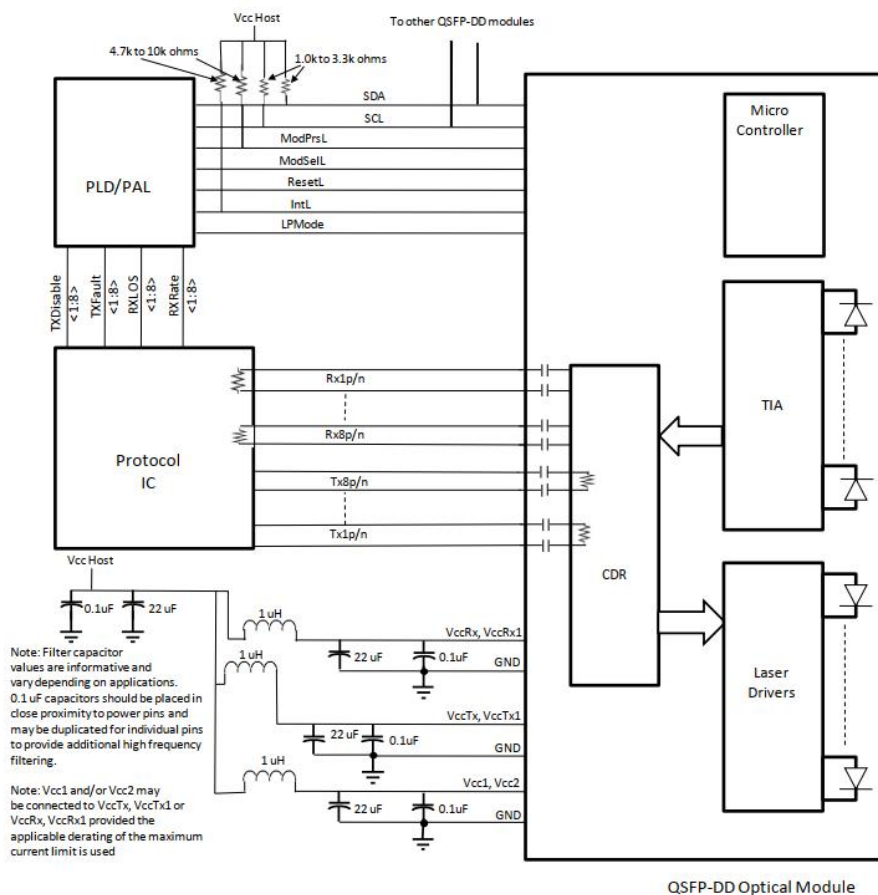 Vcc Host
To other QSFP-DD modules
4.7k to 10k ohms
1.0k to 3.3k ohms
SDA
SCL
ModPrsL
ModSelL
ResetL
IntL
LPMode
PLD/PAL
Micro
Controller
TXDisable
<1:8>
TXFault
<1:8>
RXLOS
<1:8>
RXRate
<1:8>
Rx1p/n
Rx8p/n
Tx8p/n
Tx1p/n
Protocol
IC
TIA
CDR
Laser
Drivers
Vcc Host
0.1uF
22 uF
1 uH
VccRx, VccRx1
22 uF
0.1uF
GND
1 uH
VccTx, VccTx1
22 uF
0.1uF
GND
1 uH
Vcc1, Vcc2
22 uF
0.1uF
GND
Note: Filter capacitor
values are informative and
vary depending on applications.
0.1 uF capacitors should be placed in
close proximity to power pins and
may be duplicated for individual pins
to provide additional high frequency
filtering.
Note: Vcc1 and/or Vcc2 may
be connected to VccTx, VccTx1 or
VccRx, VccRx1 provided the
applicable derating of the maximum
current limit is used
QSFP-DD Optical Module